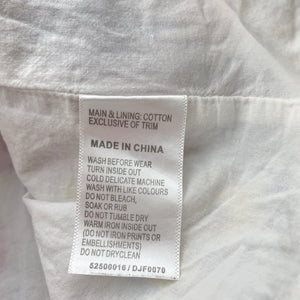 MAIN & LINING: COTTON
EXCLUSIVE OF TRIM
MADE IN CHINA
WASH BEFORE WEAR
TURN INSIDE OUT
COLD DELICATE MACHINE
WASH WITH LIKE COLOURS
DO NOT BLEACH,
SOAK OR RUB
DO NOT TUMBLE DRY
WARM IRON INSIDE OUT
(DO NOT IRON PRINTS OR
EMBELLISHMENTS)
DO NOT DRYCLEAN
52500016 / DJF0070